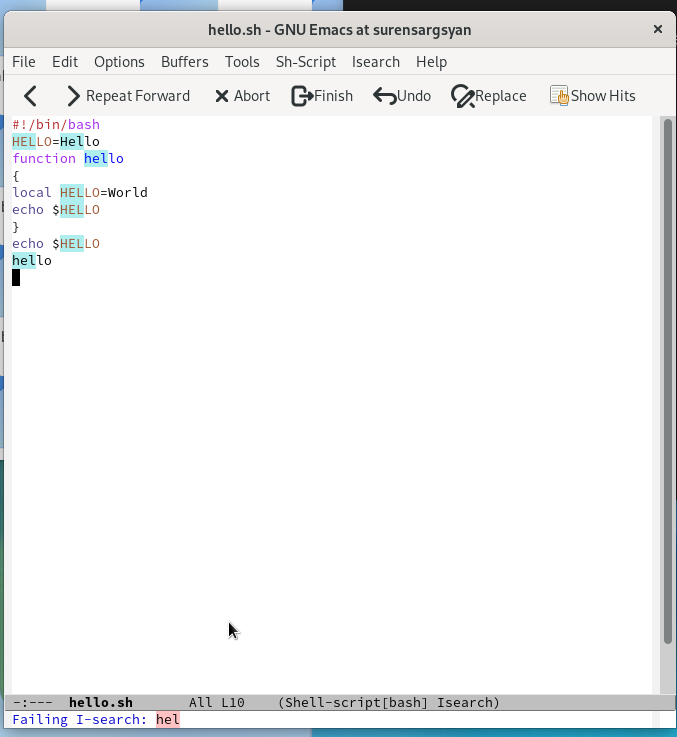 hello.sh - GNU Emacs at surensargsyan
File Edit Options Buffers Tools Sh-Script Isearch Help
Repeat Forward Abort Finish Undo Replace Show Hits
#!/bin/bash
HELLO=Hello
function hello
{
local HELLO=World
echo $HELLO
}
echo $HELLO
hello
-:--- hello.sh All L10 (Shell-script[bash] Isearch)
Failing I-search: hel